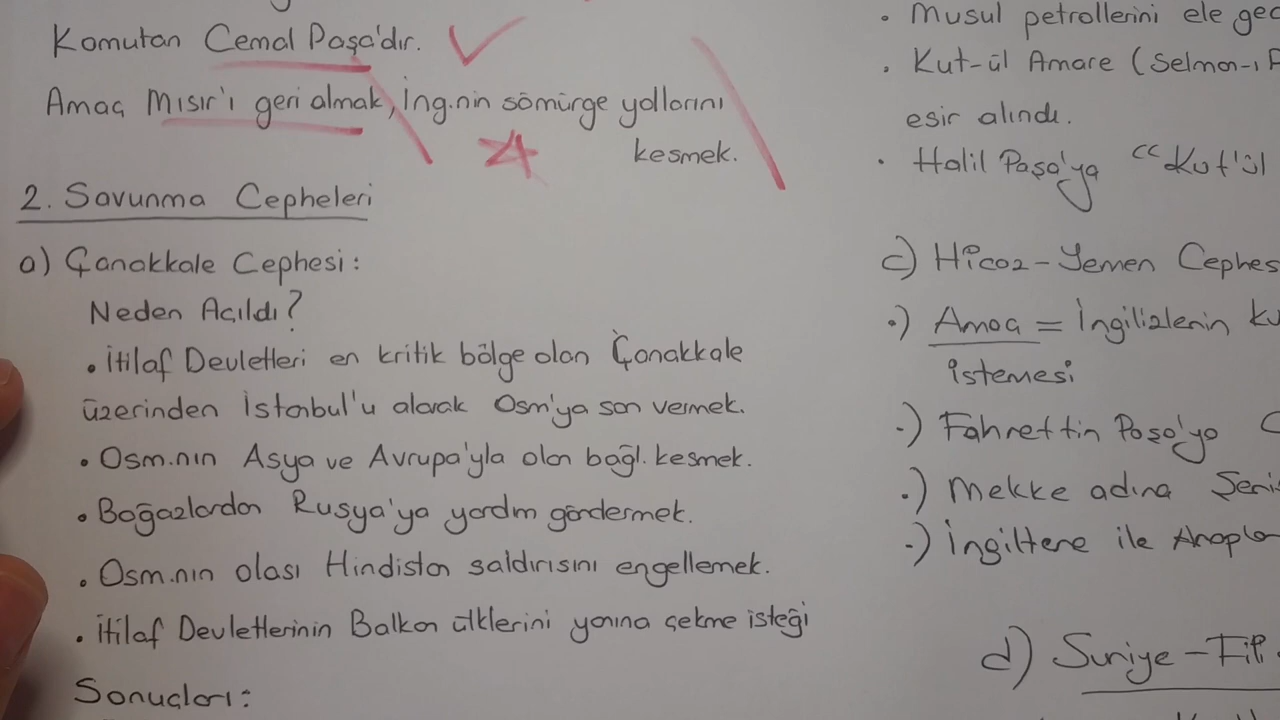 Komutan Cemal Paşa'dır.
Amaç Mısır'ı geri almak, İng.nin sömürge yollarını
kesmek.
2. Savunma Cepheleri
a) Çanakkale Cephesi:
Neden Açıldı?
• İtilaf Devletleri en kritik bölge olan Çanakkale
üzerinden İstanbul'u alarak Osm'ya son vermek.
• Osm.nın Asya ve Avrupa'yla olan bağl. kesmek.
• Boğazlardan Rusya'ya yardım göndermek.
• Osm.nın olası Hindistan saldırısını engellemek.
• İtilaf Devletlerinin Balkan ülklerini yanına çekme isteği
Sonuçları:
• Musul petrollerini ele
• Kut-ül Amare (Selman-ı
esir alındı.
• Halil Paşa'ya "Kut'ül
c) Hicaz-Yemen
•) Amaç = İngilizlerin
istemesi
•) Fahrettin Paşa'ya
•) Mekke adına
•) İngiltere ile
d) Suriye-